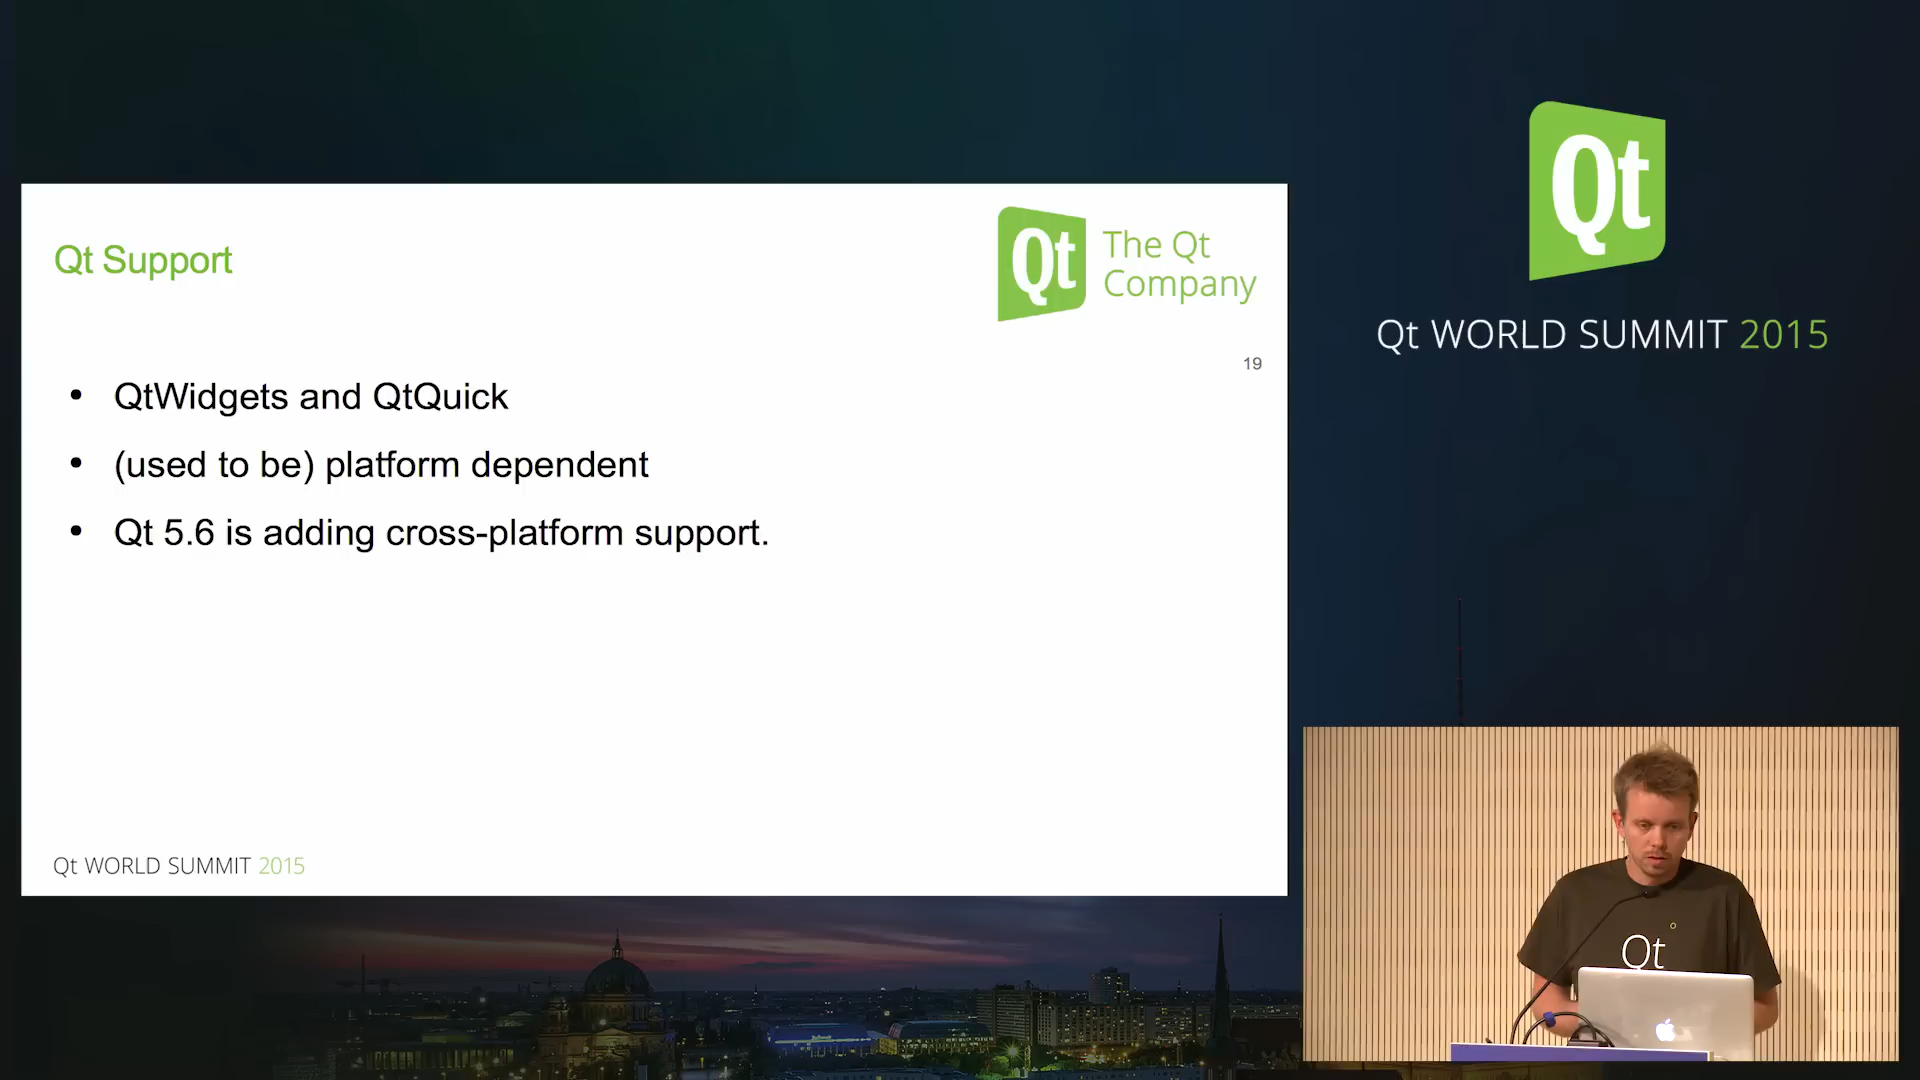 Qt
Qt WORLD SUMMIT 2015
Qt Support
Qt
The Qt
Company
19
• QtWidgets and QtQuick
• (used to be) platform dependent
• Qt 5.6 is adding cross-platform support.
Qt WORLD SUMMIT 2015
Qt